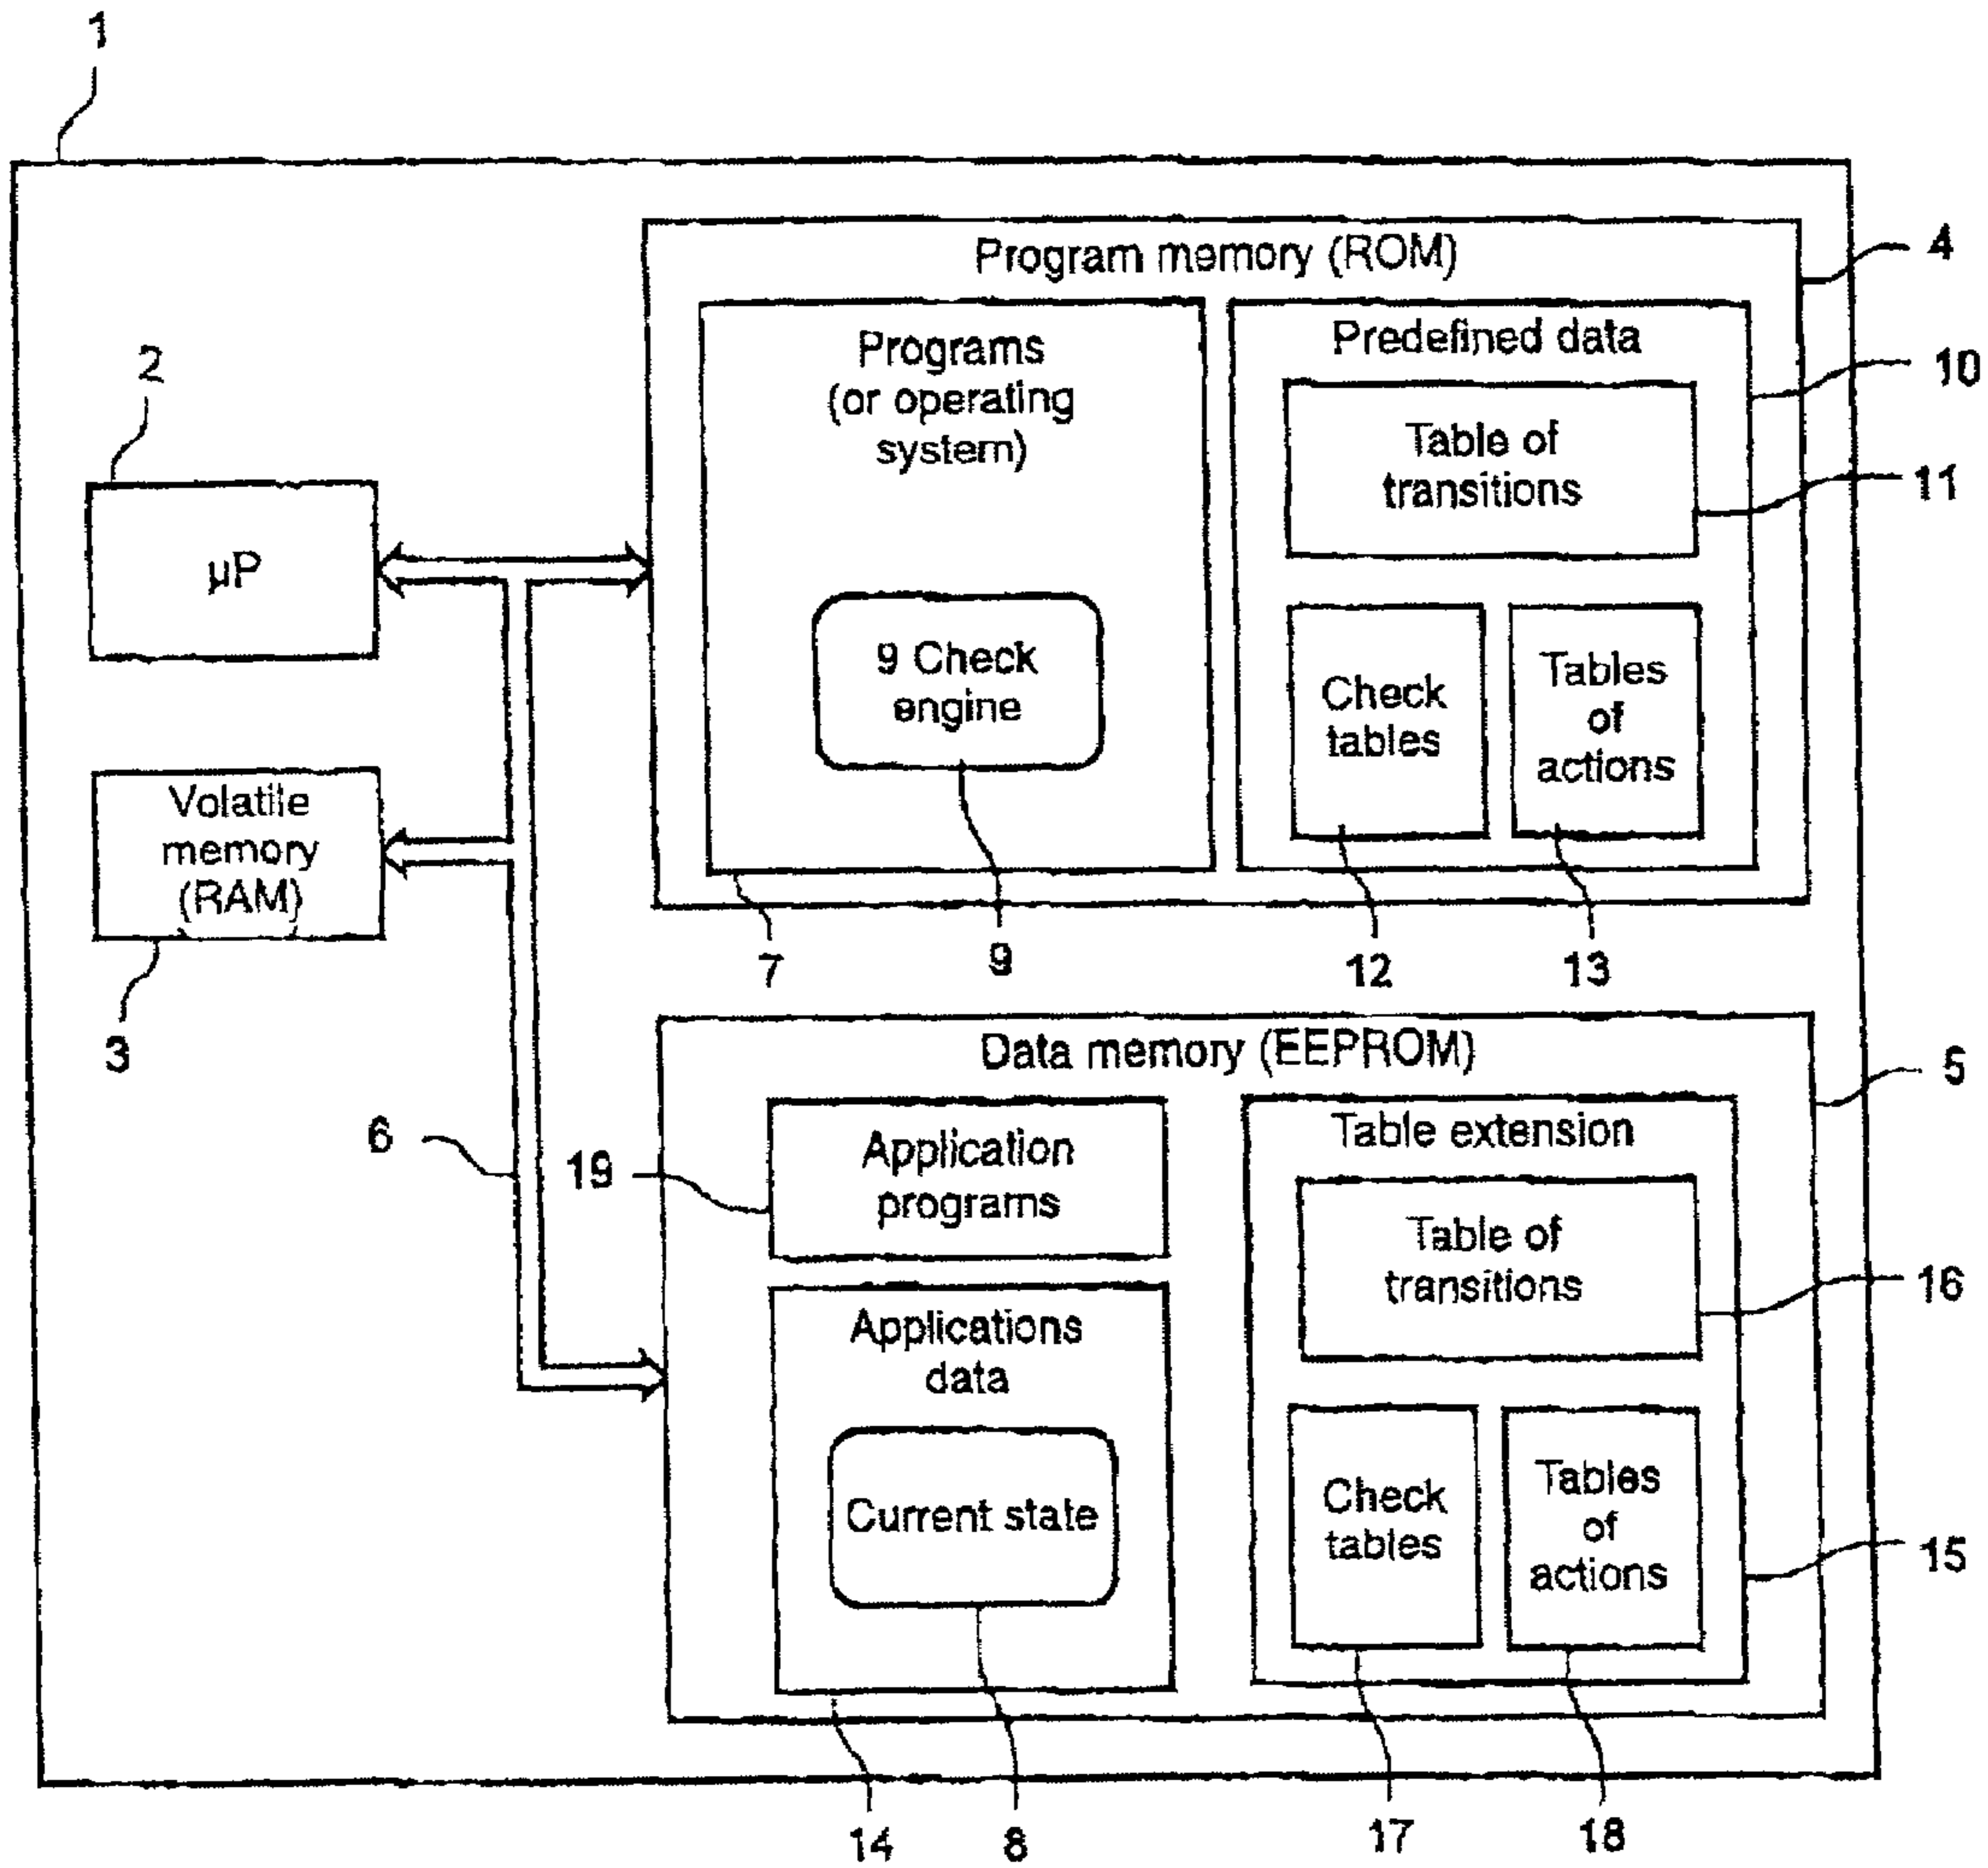 1
Program memory (ROM)
4
Programs
(or operating
system)
Predefined data
10
2
Table of
transitions
11
µP
9 Check
engine
Check
tables
Tables
of
actions
Volatile
memory
(RAM)
3
7
9
12
13
Data memory (EEPROM)
5
6
19
Application
programs
Table extension
Table of
transitions
16
Applications
data
Current state
Check
tables
Tables
of
actions
15
14
8
17
18